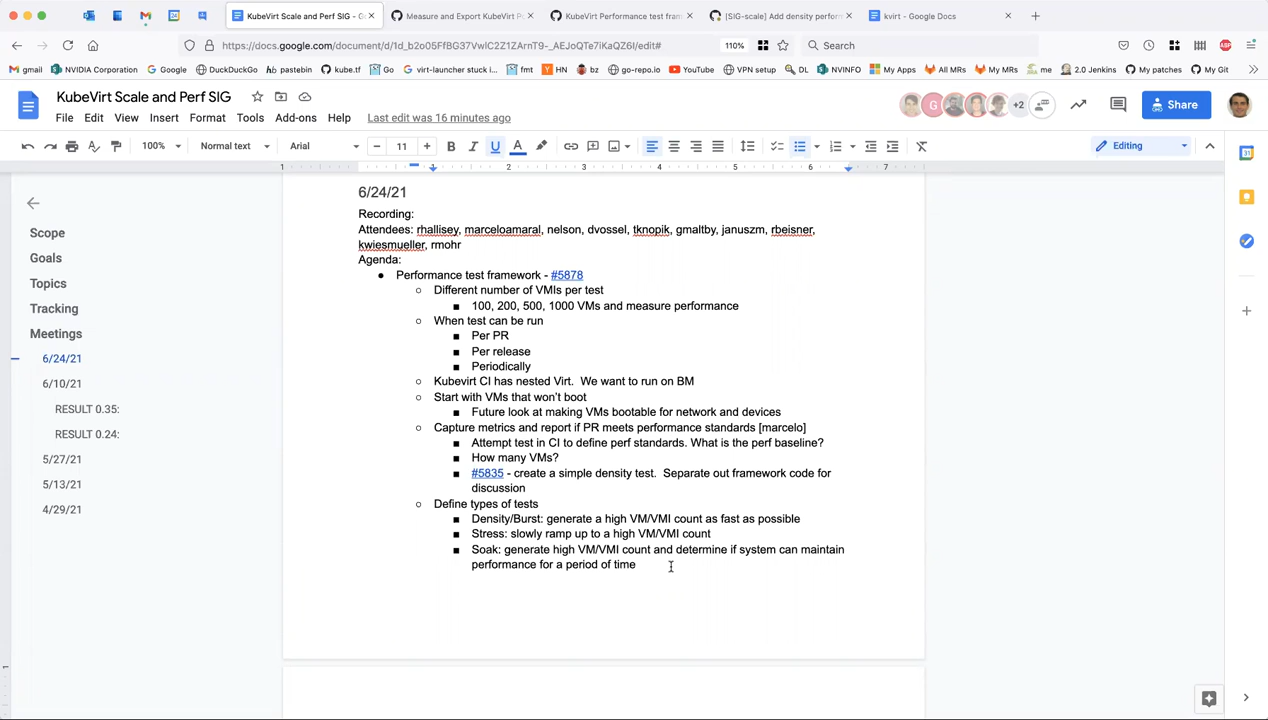 KubeVirt Scale and Perf SIG - G
Measure and Export KubeVirt P
KubeVirt Performance test fram
[SIG-scale] Add density perform
kvirt - Google Docs
110%
Search
gmail
NVIDIA Corporation
Google
DuckDuckGo
pastebin
kube.tf
Go
virt-launcher stuck i...
fmt
HN
bz
go-repo.io
YouTube
VPN setup
DL
NVINFO
My Apps
All MRs
My MRs
me
2.0 Jenkins
My patches
My Git
KubeVirt Scale and Perf SIG
File Edit View Insert Format Tools Add-ons Help
Last edit was 16 minutes ago
G
+2
Share
100%
Normal text
Arial
11
Editing
1 1 2 3 4 5 6 7
Scope
Goals
Topics
Tracking
Meetings
6/24/21
6/10/21
RESULT 0.35:
RESULT 0.24:
5/27/21
5/13/21
4/29/21
6/24/21
Recording:
Attendees: rhallisey, marceloamaral, nelson, dvossel, tknopik, gmaltby, januszm, rbeisner,
kwiesmueller, rmohr
Agenda:
Performance test framework - #5878
Different number of VMIs per test
100, 200, 500, 1000 VMs and measure performance
When test can be run
Per PR
Per release
Periodically
Kubevirt CI has nested Virt. We want to run on BM
Start with VMs that won't boot
Future look at making VMs bootable for network and devices
Capture metrics and report if PR meets performance standards [marcelo]
Attempt test in CI to define perf standards. What is the perf baseline?
How many VMs?
#5835 - create a simple density test. Separate out framework code for
discussion
Define types of tests
Density/Burst: generate a high VM/VMI count as fast as possible
Stress: slowly ramp up to a high VM/VMI count
Soak: generate high VM/VMI count and determine if system can maintain
performance for a period of time